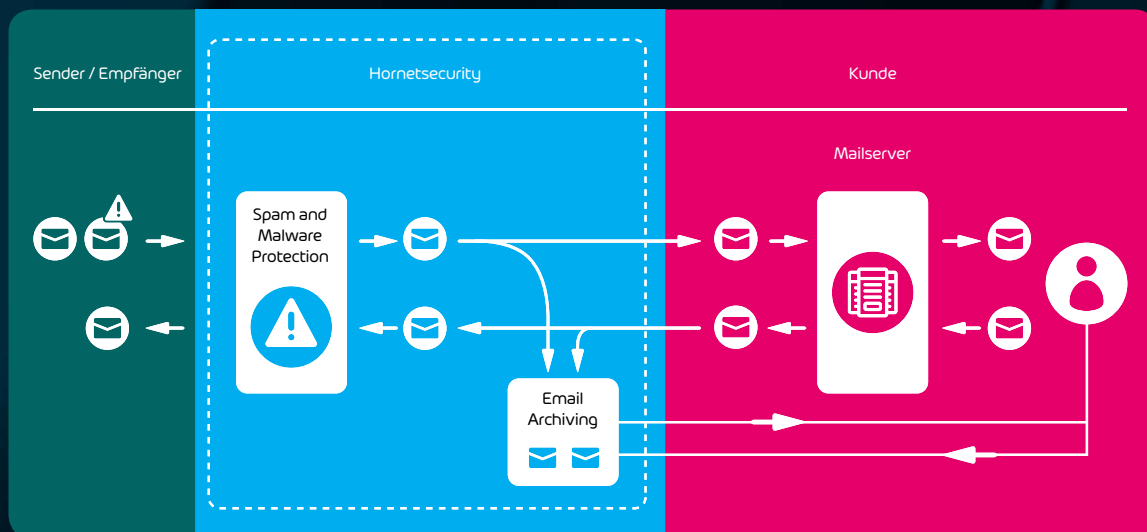 Sender / Empfänger
Hornetsecurity
Kunde
Mailserver
Spam and
Malware
Protection
Email
Archiving